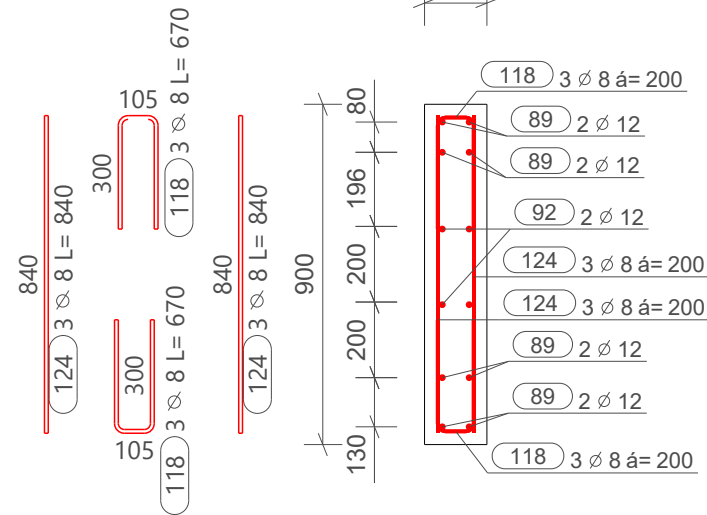 105
300
118 3 ⌀ 8 L= 670
840
124 3 ⌀ 8 L= 840
840
124 3 ⌀ 8 L= 840
300
105
118 3 ⌀ 8 L= 670
900
80
196
200
200
130
118 3 ⌀ 8 á= 200
89 2 ⌀ 12
89 2 ⌀ 12
92 2 ⌀ 12
124 3 ⌀ 8 á= 200
124 3 ⌀ 8 á= 200
89 2 ⌀ 12
89 2 ⌀ 12
118 3 ⌀ 8 á= 200